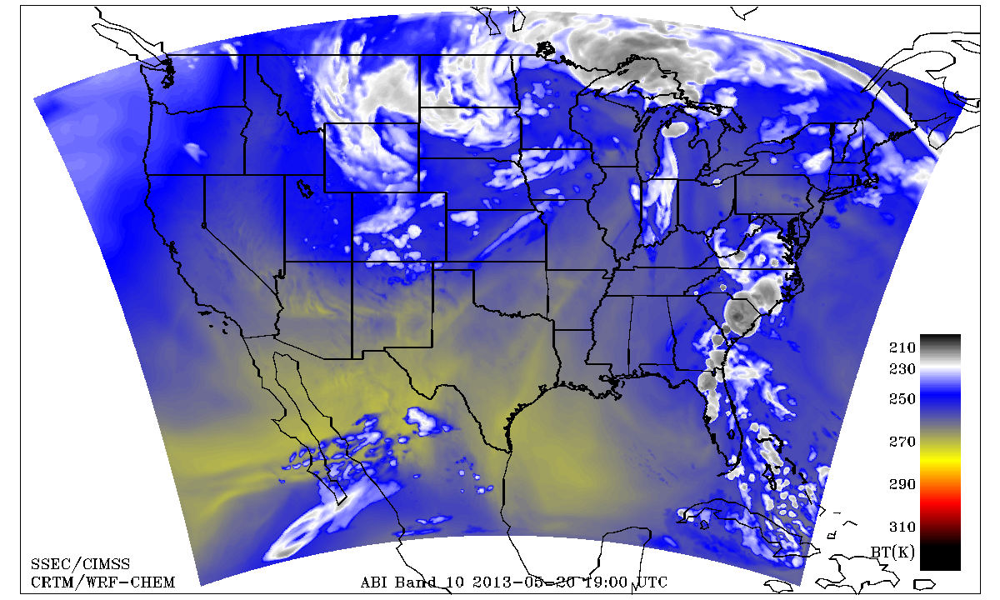 210
230
250
270
290
310
BT(K)
SSEC/CIMSS
CRTM/WRF-CHEM
ABI Band 10 2013-05-20 19:00 UTC